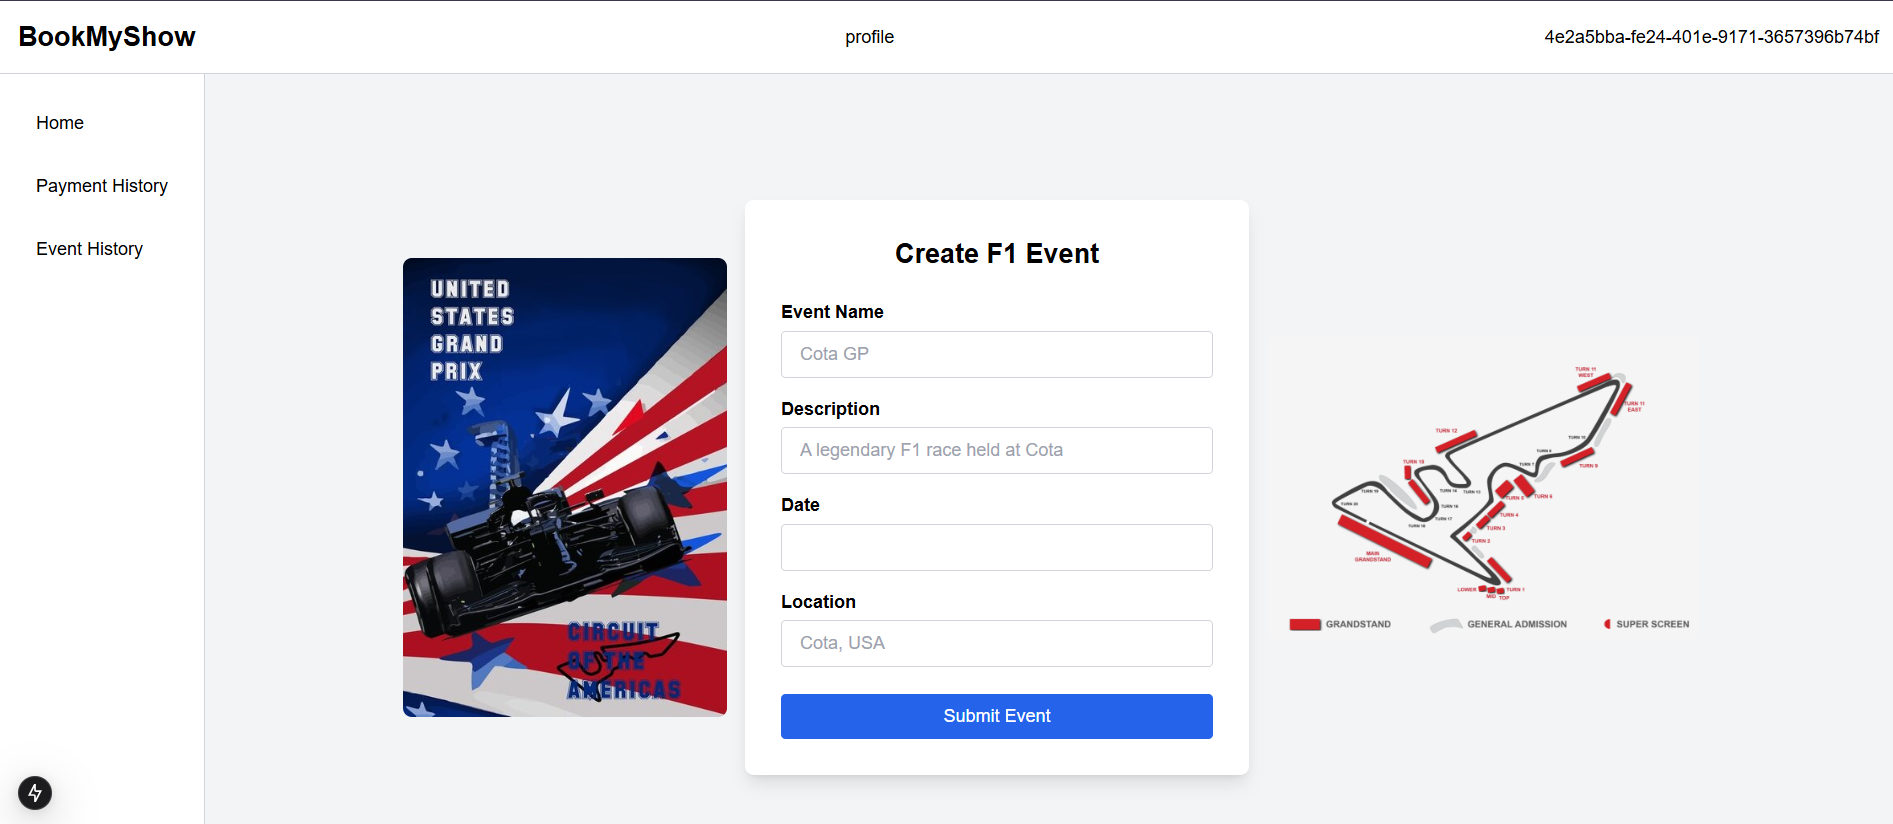 BookMyShow
profile
4e2a5bba-fe24-401e-9171-3657396b74bf
Home
Payment History
Event History
UNITED
STATES
GRAND
PRIX
CIRCUIT
OF THE
AMERICAS
Create F1 Event
Event Name
Cota GP
Description
A legendary F1 race held at Cota
Date
Location
Cota, USA
Submit Event
TURN 11
WEST
TURN 11
EAST
TURN 12
TURN 10
TURN 9
TURN 8
TURN 7
TURN 15
TURN 14
TURN 13
TURN 6
TURN 5
TURN 19
TURN 20
TURN 16
TURN 4
TURN 17
TURN 18
TURN 3
TURN 2
MAIN
GRANDSTAND
LOWER
MID
TOP
TURN 1
GRANDSTAND
GENERAL ADMISSION
SUPER SCREEN